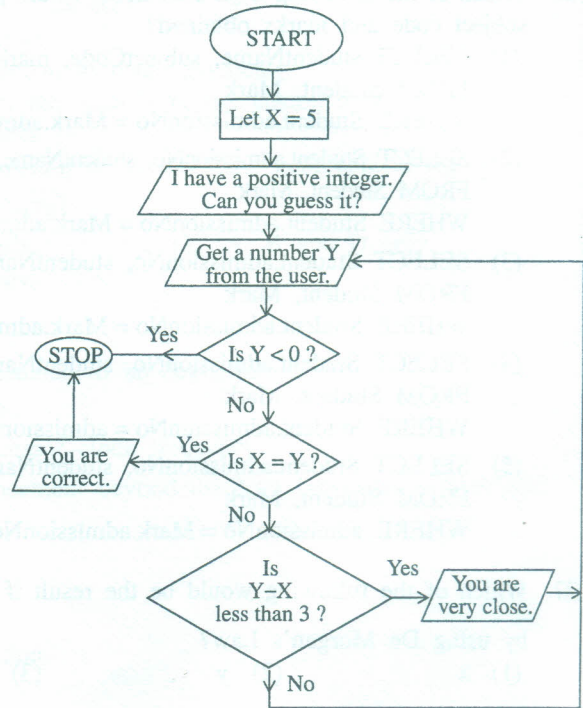 START
Let X = 5
I have a positive integer.
Can you guess it?
Get a number Y
from the user.
Yes
STOP
Is Y < 0 ?
No
You are
correct.
Yes
Is X = Y ?
No
Is
Y–X
less than 3 ?
Yes
You are
very close.
No